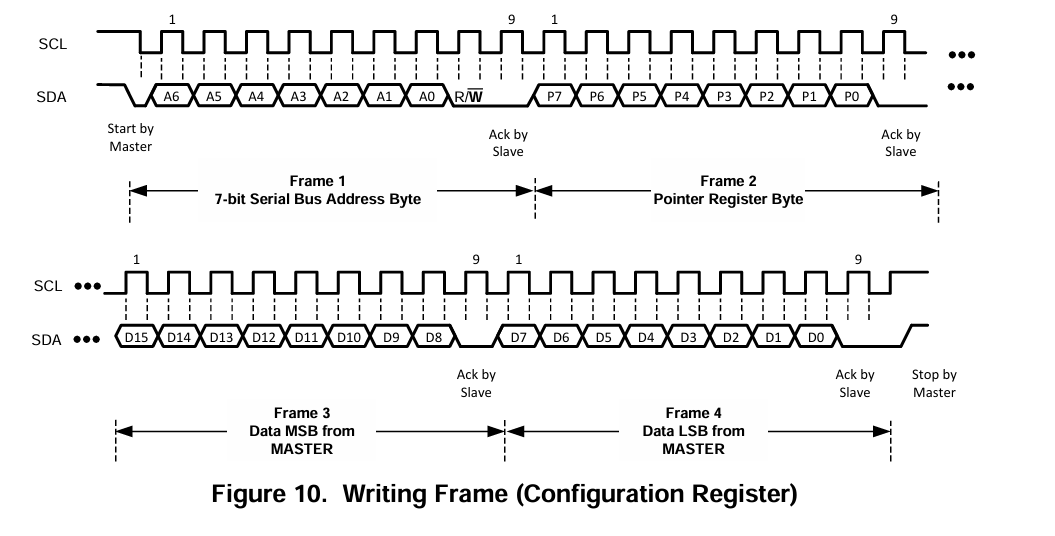 1 9 1 9
SCL
SDA A6 A5 A4 A3 A2 A1 A0 R/W̅ P7 P6 P5 P4 P3 P2 P1 P0
Start by
Master
Ack by
Slave
Ack by
Slave
Frame 1
7-bit Serial Bus Address Byte
Frame 2
Pointer Register Byte
1 9 1 9
SCL
SDA D15 D14 D13 D12 D11 D10 D9 D8 D7 D6 D5 D4 D3 D2 D1 D0
Ack by
Slave
Ack by
Slave
Stop by
Master
Frame 3
Data MSB from
MASTER
Frame 4
Data LSB from
MASTER
Figure 10. Writing Frame (Configuration Register)